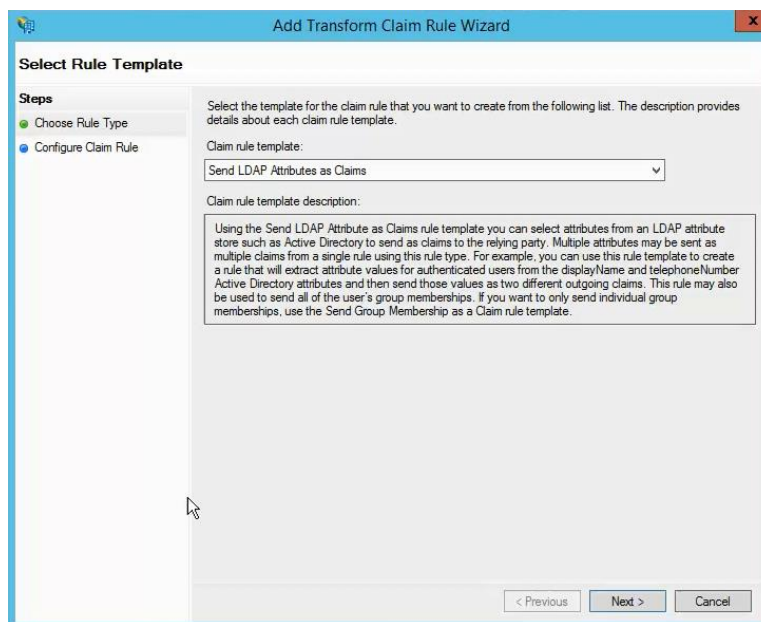 Add Transform Claim Rule Wizard
x
Select Rule Template
Steps
Choose Rule Type
Configure Claim Rule
Select the template for the claim rule that you want to create from the following list. The description provides
details about each claim rule template.
Claim rule template:
Send LDAP Attributes as Claims
Claim rule template description:
Using the Send LDAP Attribute as Claims rule template you can select attributes from an LDAP attribute
store such as Active Directory to send as claims to the relying party. Multiple attributes may be sent as
multiple claims from a single rule using this rule type. For example, you can use this rule template to create
a rule that will extract attribute values for authenticated users from the displayName and telephoneNumber
Active Directory attributes and then send those values as two different outgoing claims. This rule may also
be used to send all of the user's group memberships. If you want to only send individual group
memberships, use the Send Group Membership as a Claim rule template.
< Previous
Next >
Cancel